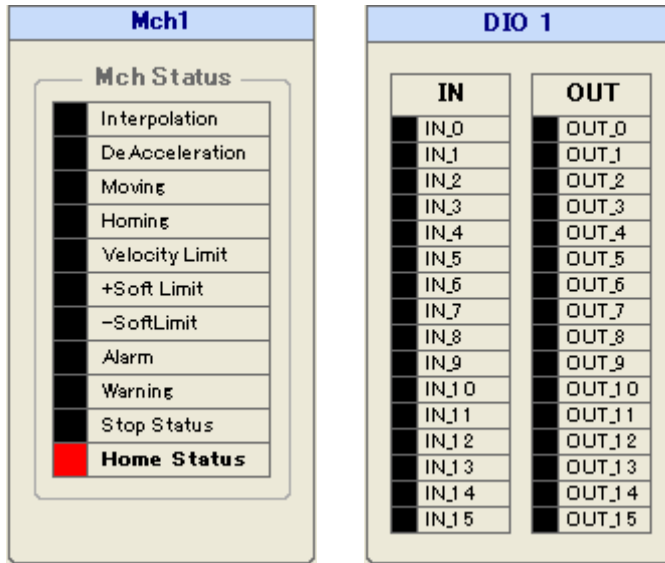 Mch1
Mch Status
Interpolation
DeAcceleration
Moving
Homing
Velocity Limit
+Soft Limit
-SoftLimit
Alarm
Warning
Stop Status
Home Status
DIO 1
IN OUT
IN_0 OUT_0
IN_1 OUT_1
IN_2 OUT_2
IN_3 OUT_3
IN_4 OUT_4
IN_5 OUT_5
IN_6 OUT_6
IN_7 OUT_7
IN_8 OUT_8
IN_9 OUT_9
IN_10 OUT_10
IN_11 OUT_11
IN_12 OUT_12
IN_13 OUT_13
IN_14 OUT_14
IN_15 OUT_15